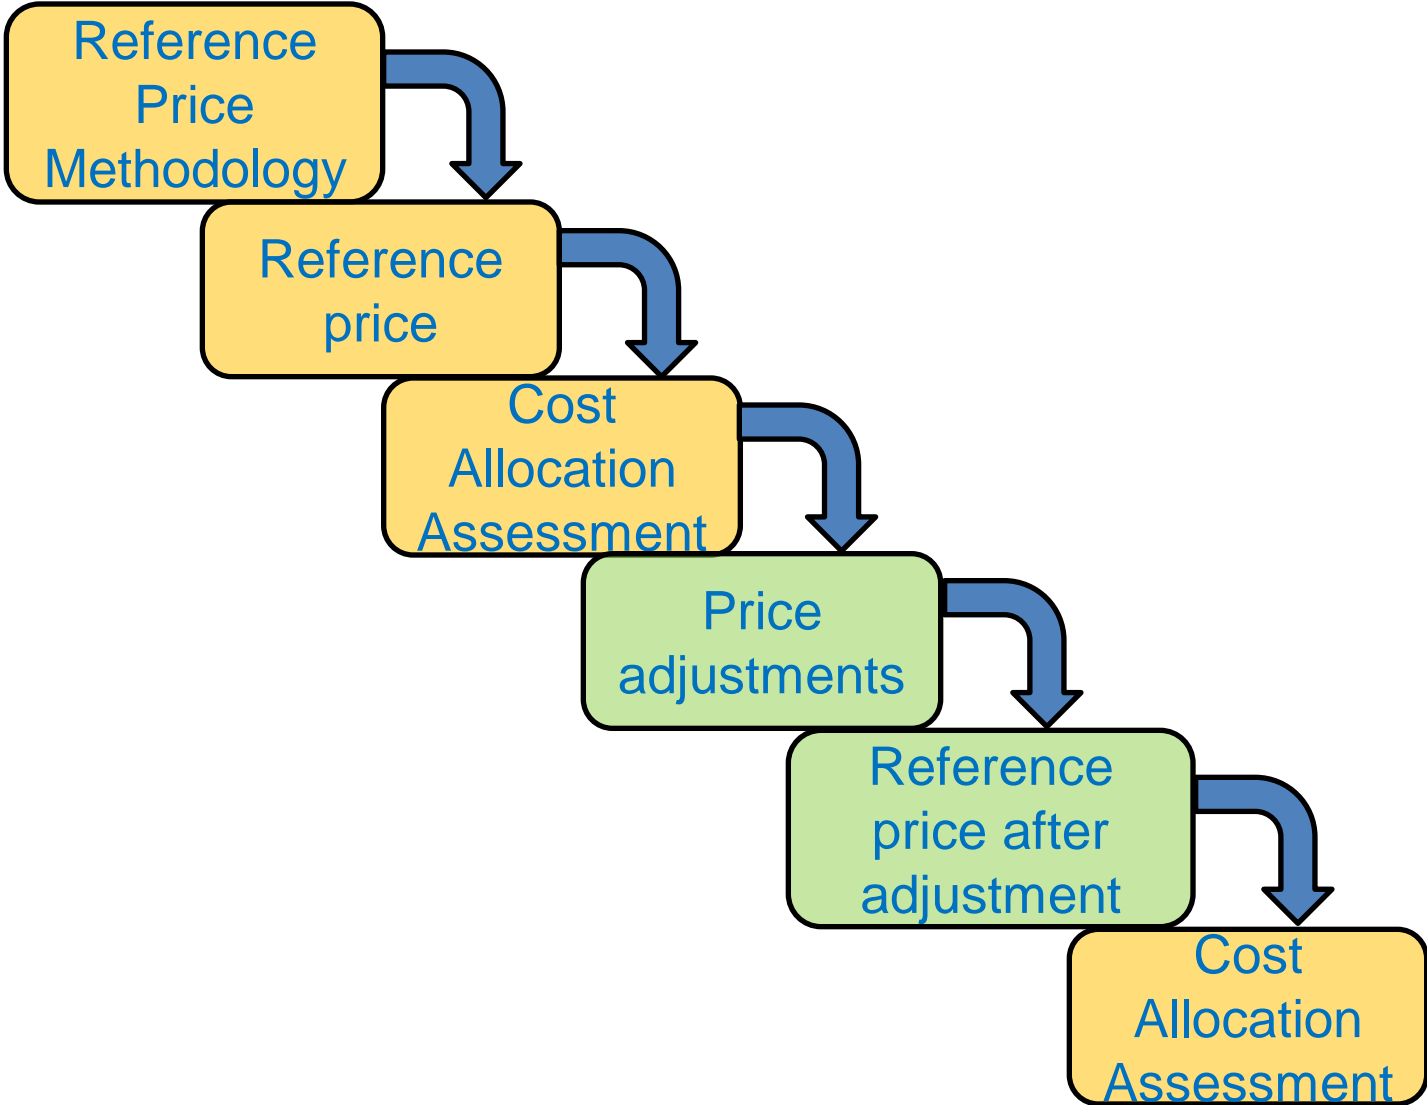 Reference
Price
Methodology
Reference
price
Cost
Allocation
Assessment
Price
adjustments
Reference
price after
adjustment
Cost
Allocation
Assessment